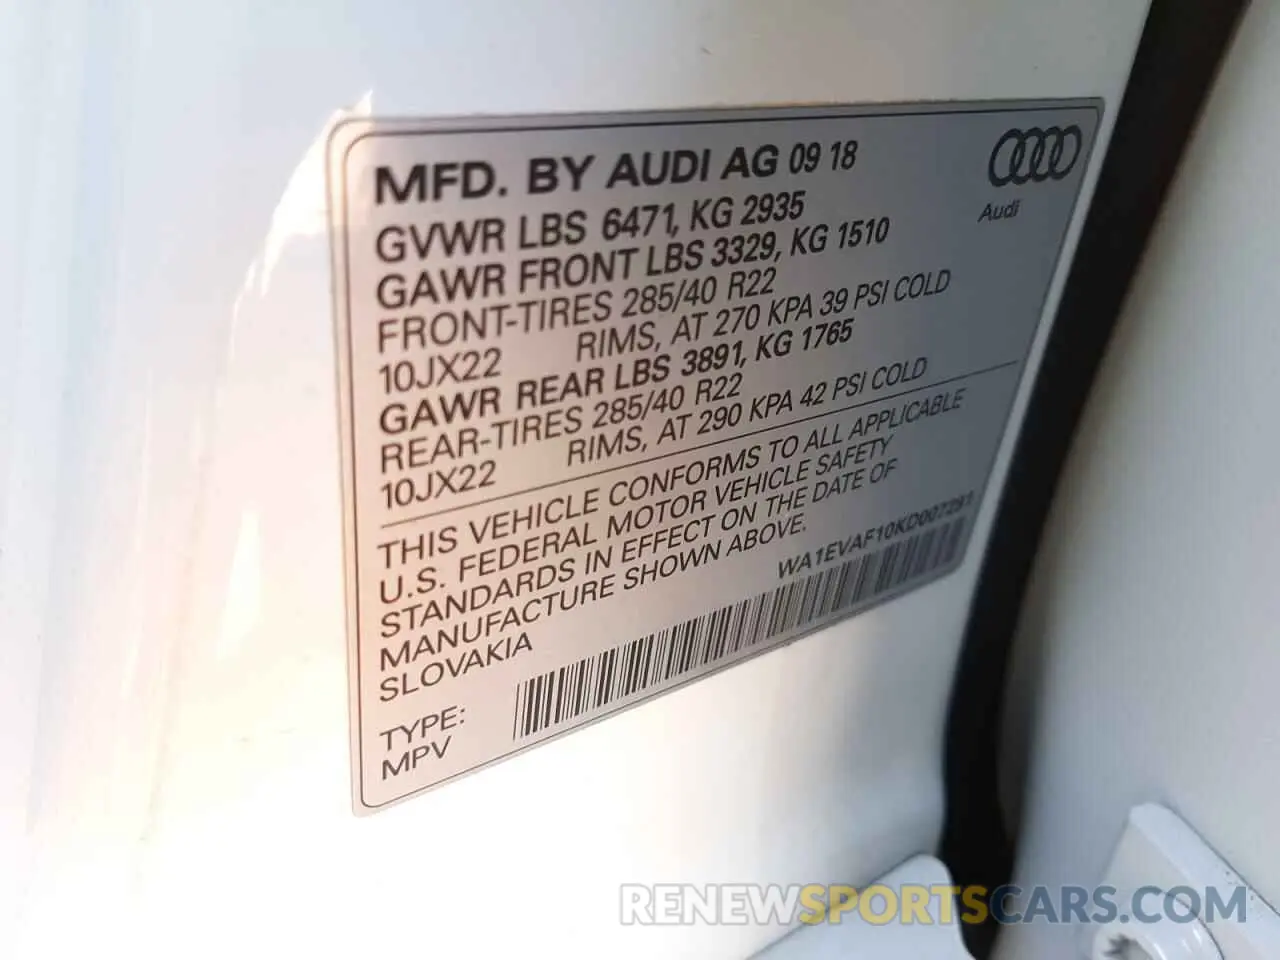 MFD. BY AUDI AG 09 18
GVWR LBS 6471, KG 2935
GAWR FRONT LBS 3329, KG 1510
FRONT-TIRES 285/40 R22
10JX22 RIMS, AT 270 KPA 39 PSI COLD
GAWR REAR LBS 3891, KG 1765
REAR-TIRES 285/40 R22
10JX22 RIMS, AT 290 KPA 42 PSI COLD
Audi
THIS VEHICLE CONFORMS TO ALL APPLICABLE
U.S. FEDERAL MOTOR VEHICLE SAFETY
STANDARDS IN EFFECT ON THE DATE OF
MANUFACTURE SHOWN ABOVE.
SLOVAKIA
WA1EVAF10KD007291
TYPE:
MPV
RENEWSPORTSCARS.COM